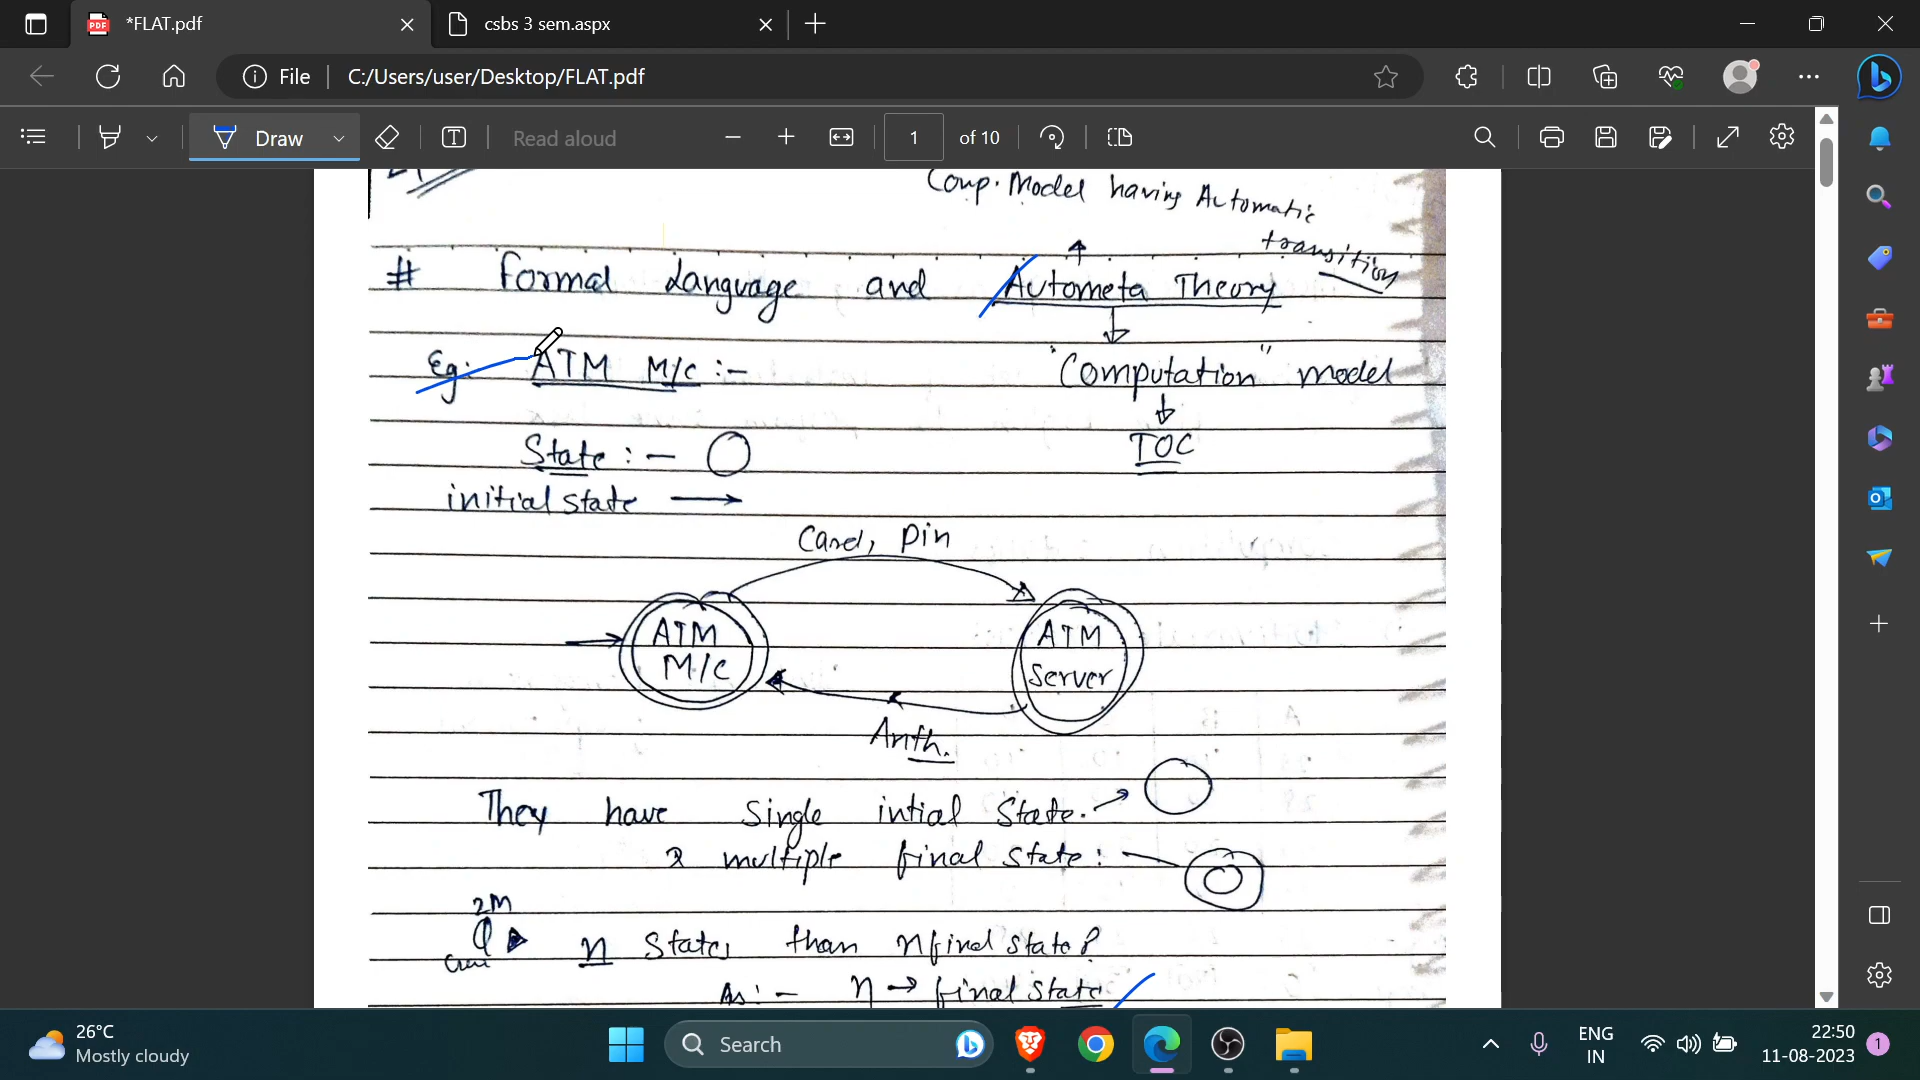 *FLAT.pdf
csbs 3 sem.aspx
File
C:/Users/user/Desktop/FLAT.pdf
Draw
Read aloud
1 of 10
Comp. Model having Automatic
transition
# Formal Language and Autometa Theory
Eg: ATM M/c :-
"Computation" model
State : -
TOC
initial state
Card, Pin
ATM
M/C
ATM
Server
Auth.
They have Single intial State.
& multiple final state :
2M
Q n States than n final state?
As : - n → final state
26°C
Mostly cloudy
Search
ENG
IN
22:50
11-08-2023
1